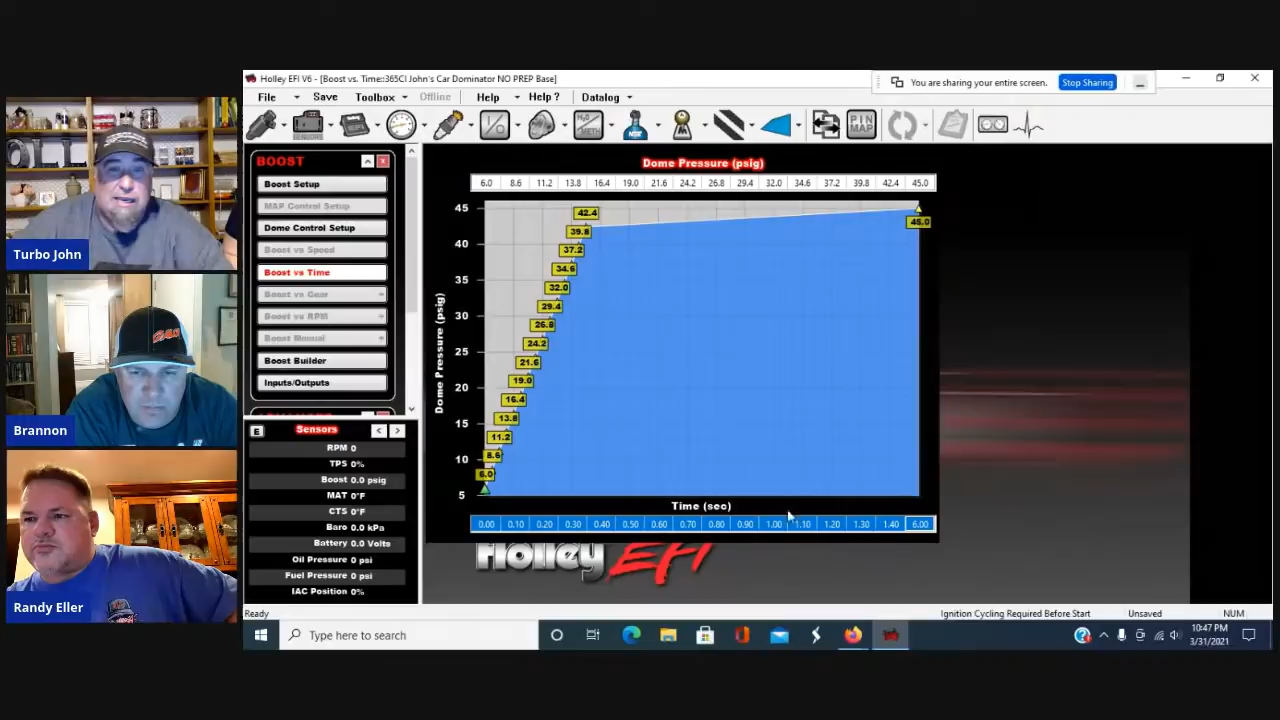 Holley EFI V6 - [Boost vs. Time::365CI John's Car Dominator NO PREP Base]
You are sharing your entire screen. Stop Sharing
File Save Toolbox Offline Help Help ? Datalog
SENSORS I/O N2O METH PIN MAP
BOOST
Boost Setup
MAP Control Setup
Dome Control Setup
Boost vs Speed
Boost vs Time
Boost vs Gear
Boost vs RPM
Boost Manual
Boost Builder
Inputs/Outputs
E Sensors < >
RPM 0
TPS 0%
Boost 0.0 psig
MAT 0°F
CTS 0°F
Baro 0.0 kPa
Battery 0.0 Volts
Oil Pressure 0 psi
Fuel Pressure 0 psi
IAC Position 0%
Dome Pressure (psig)
6.0 8.6 11.2 13.8 16.4 19.0 21.6 24.2 26.8 29.4 32.0 34.6 37.2 39.8 42.4 45.0
Dome Pressure (psig)
45
40
35
30
25
20
15
10
5
42.4
39.8
37.2
34.6
32.0
29.4
26.8
24.2
21.6
19.0
16.4
13.8
11.2
8.6
6.0
45.0
Time (sec)
0.00 0.10 0.20 0.30 0.40 0.50 0.60 0.70 0.80 0.90 1.00 1.10 1.20 1.30 1.40 6.00
Holley EFI
Ready Ignition Cycling Required Before Start Unsaved NUM
Type here to search
10:47 PM
3/31/2021
Turbo John
Brannon
Randy Eller